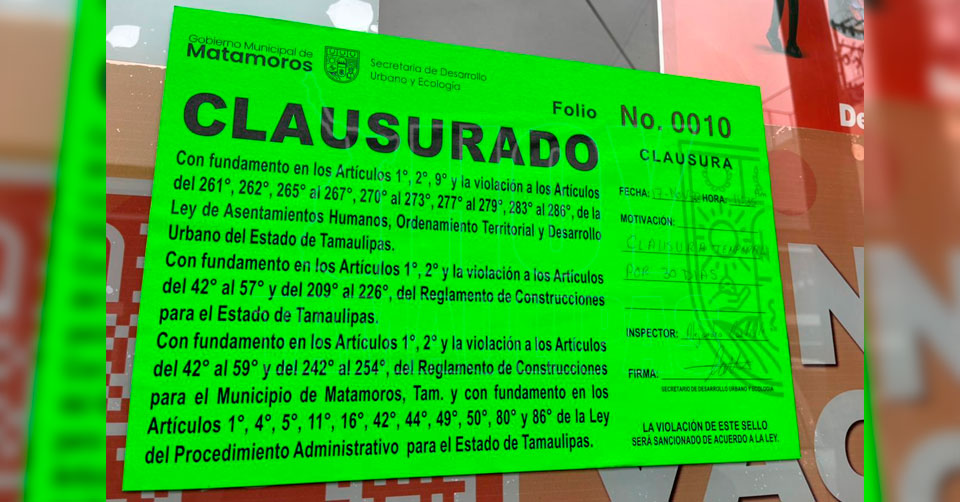 Gobierno Municipal de
Matamoros
Secretaria de Desarrollo
Urbano y Ecología
CLAUSURADO
Con fundamento en los Artículos 1°, 2°, 9° y la violación a los Artículos
del 261°, 262°, 265° al 267°, 270° al 273°, 277° al 279°, 283° al 286°, de la
Ley de Asentamientos Humanos, Ordenamiento Territorial y Desarrollo
Urbano del Estado de Tamaulipas.
Con fundamento en los Artículos 1°, 2° y la violación a los Artículos
del 42° al 57° y del 209° al 226°, del Reglamento de Construcciones
para el Estado de Tamaulipas.
Con fundamento en los Artículos 1°, 2° y la violación a los Artículos
del 42° al 59° y del 242° al 254°, del Reglamento de Construcciones
para el Municipio de Matamoros, Tam. y con fundamento en los
Artículos 1°, 4°, 5°, 11°, 16°, 42°, 44°, 49°, 50°, 80° y 86° de la Ley
del Procedimiento Administrativo para el Estado de Tamaulipas.
Folio No. 0010
CLAUSURA
FECHA: HORA:
MOTIVACIÓN:
CLAUSURA
POR 30 DIAS
INSPECTOR:
FIRMA:
SECRETARIO DE DESARROLLO URBANO Y ECOLOGÍA
LA VIOLACIÓN DE ESTE SELLO
SERÁ SANCIONADO DE ACUERDO A LA LEY.